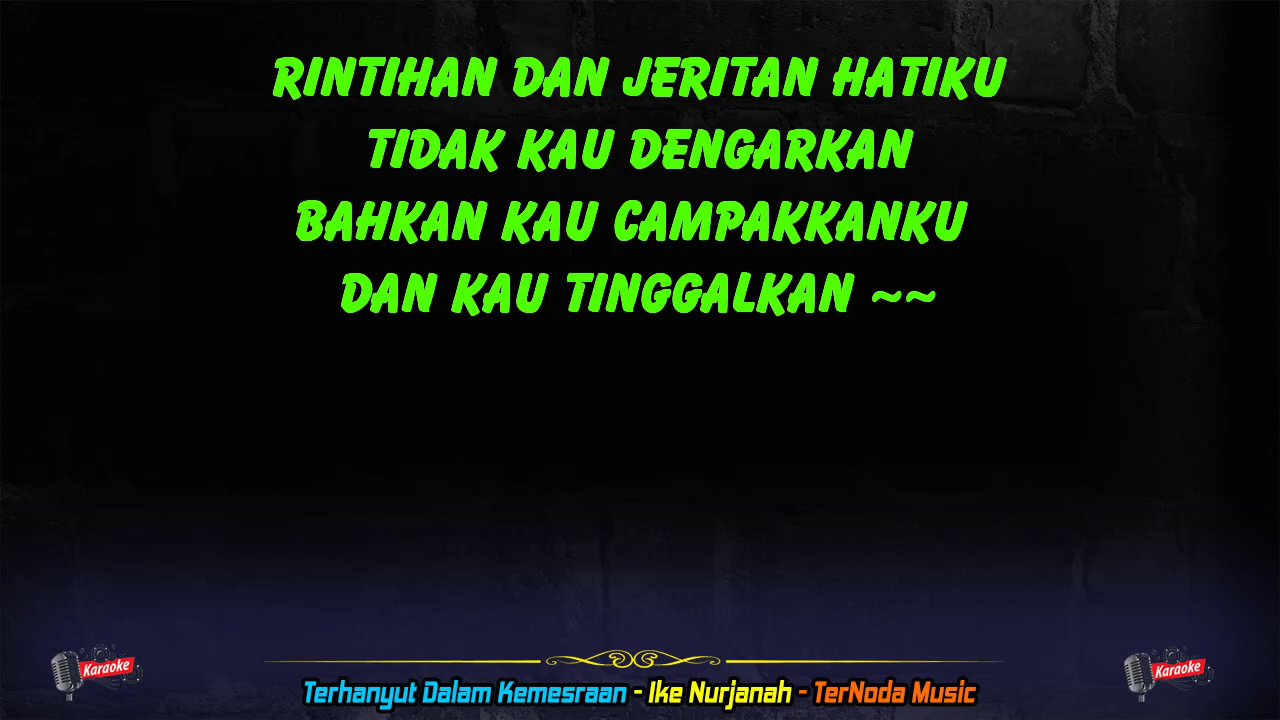 RINTIHAN DAN JERITAN HATIKU
TIDAK KAU DENGARKAN
BAHKAN KAU CAMPAKKANKU
DAN KAU TINGGALKAN ~~
Karaoke
Karaoke
Terhanyut Dalam Kemesraan - Ike Nurjanah - TerNoda Music